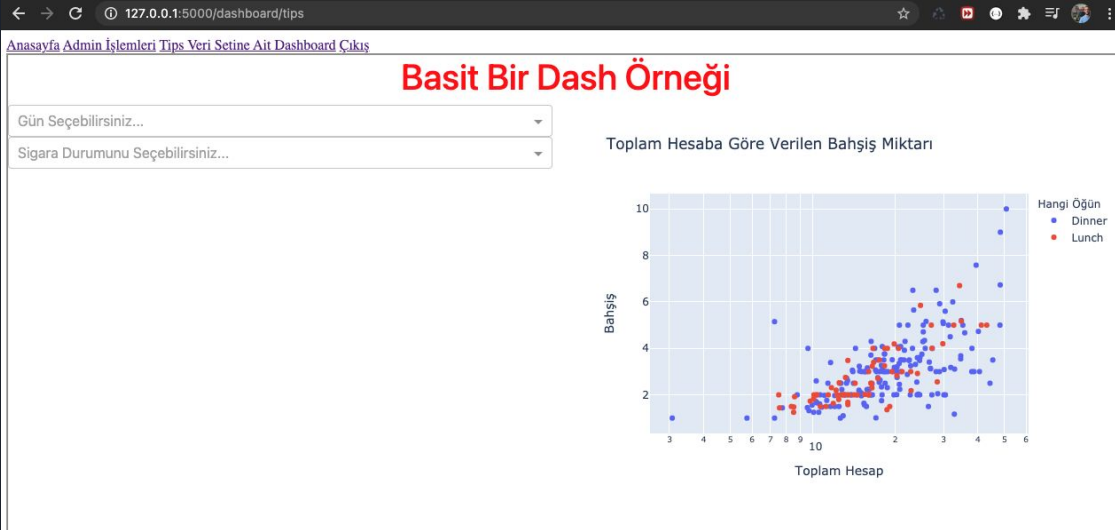 127.0.0.1:5000/dashboard/tips
Anasayfa Admin İşlemleri Tips Veri Setine Ait Dashboard Çıkış
Basit Bir Dash Örneği
Gün Seçebilirsiniz...
Sigara Durumunu Seçebilirsiniz...
Toplam Hesaba Göre Verilen Bahşiş Miktarı
Hangi Öğün
Dinner
Lunch
10
8
6
4
2
Bahşiş
3 4 5 6 7 8 9 10 2 3 4 5 6
Toplam Hesap